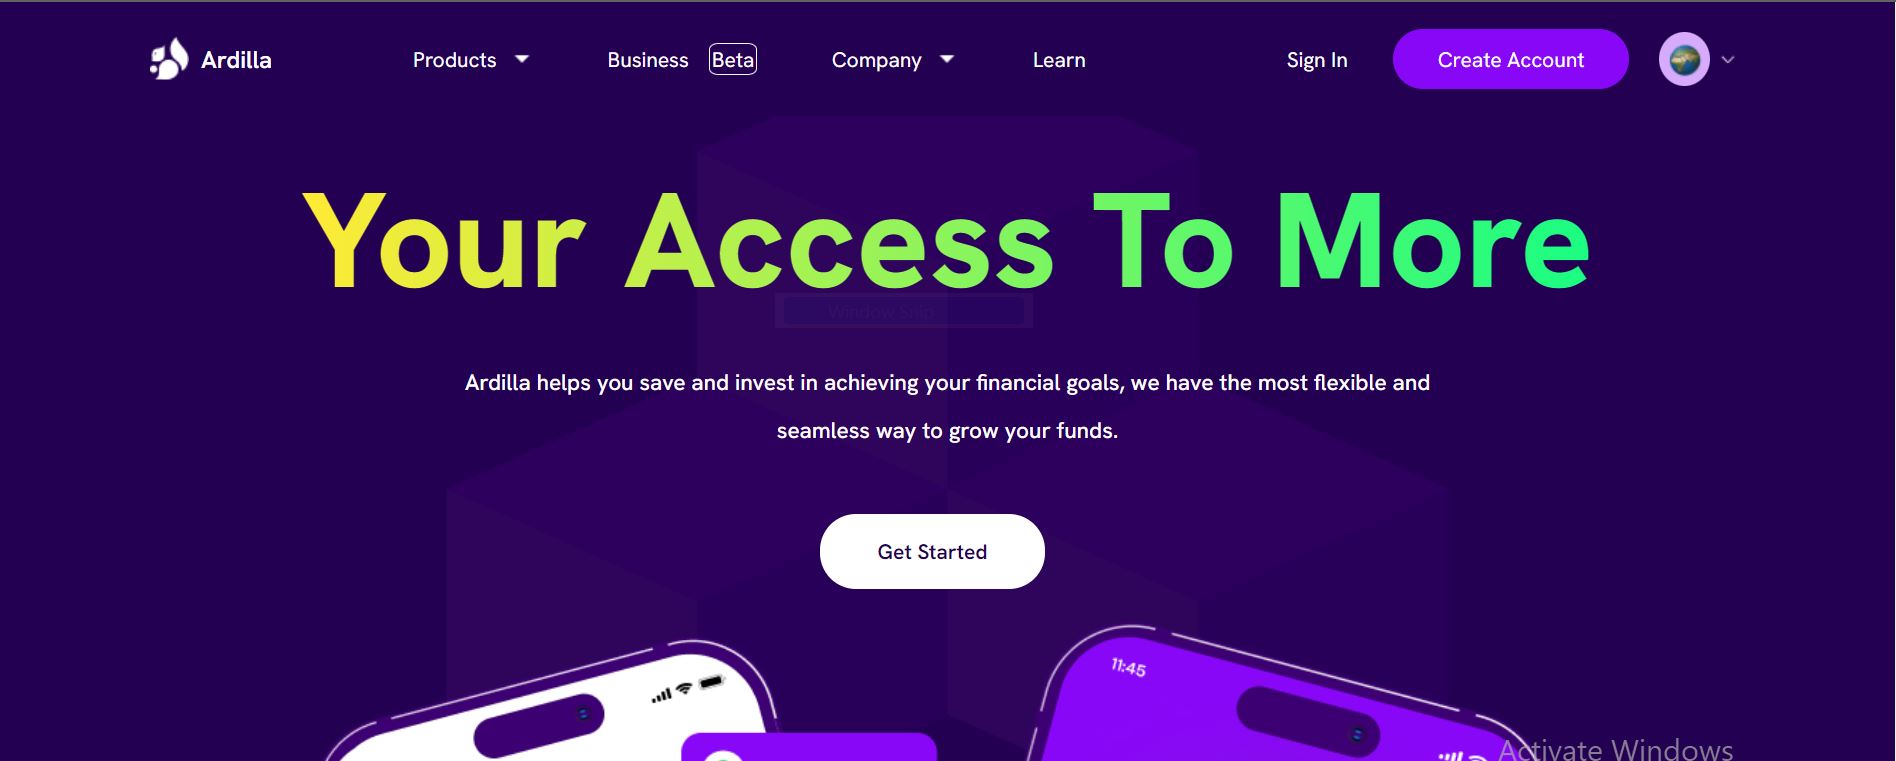 Ardilla
Products
Business Beta
Company
Learn
Sign In
Create Account
Your Access To More
Window Snip
Ardilla helps you save and invest in achieving your financial goals, we have the most flexible and
seamless way to grow your funds.
Get Started
11:45
Activate Windows